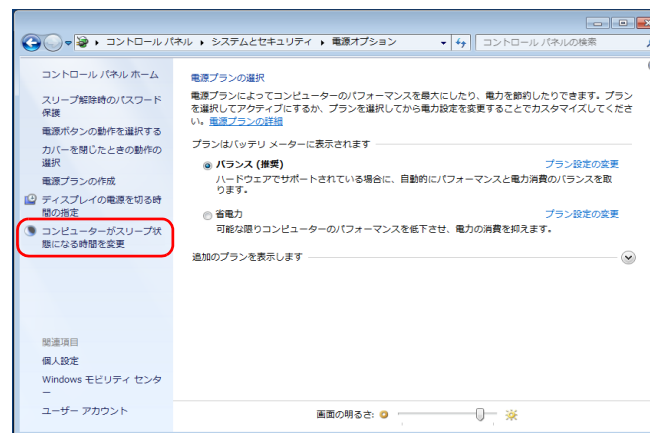 コントロール パネル ▸ システムとセキュリティ ▸ 電源オプション
コントロール パネルの検索
コントロール パネル ホーム
スリープ解除時のパスワード
保護
電源ボタンの動作を選択する
カバーを閉じたときの動作の
選択
電源プランの作成
ディスプレイの電源を切る時
間の指定
コンピューターがスリープ状
態になる時間を変更
関連項目
個人設定
Windows モビリティ センタ
ー
ユーザー アカウント
電源プランの選択
電源プランによってコンピューターのパフォーマンスを最大にしたり、電力を節約したりできます。プラン
を選択してアクティブにするか、プランを選択してから電力設定を変更することでカスタマイズしてくださ
い。電源プランの詳細
プランはバッテリ メーターに表示されます
バランス (推奨) プラン設定の変更
ハードウェアでサポートされている場合に、自動的にパフォーマンスと電力消費のバランスを取
ります。
省電力 プラン設定の変更
可能な限りコンピューターのパフォーマンスを低下させ、電力の消費を抑えます。
追加のプランを表示します
画面の明るさ: